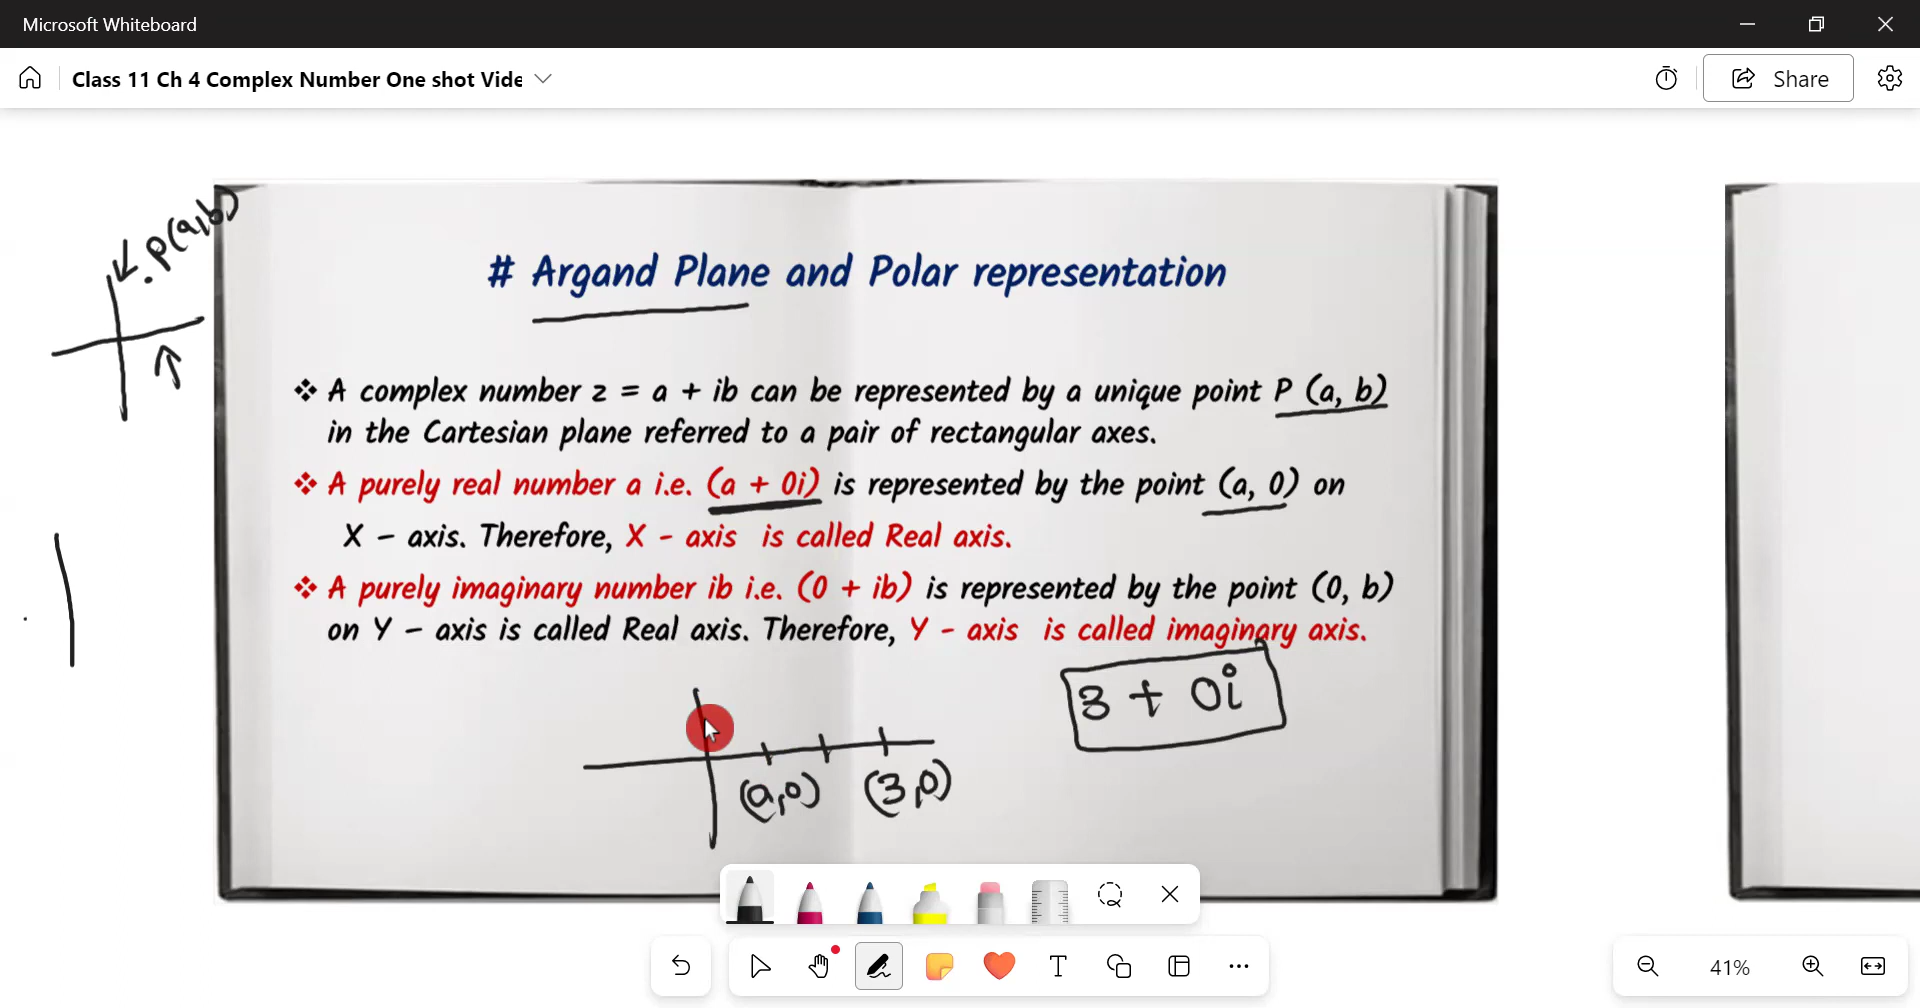 Microsoft Whiteboard
Class 11 Ch 4 Complex Number One shot Vide
Share
.P(a,b)
# Argand Plane and Polar representation
❖ A complex number z = a + ib can be represented by a unique point P (a, b)
in the Cartesian plane referred to a pair of rectangular axes.
❖ A purely real number a i.e. (a + 0i) is represented by the point (a, 0) on
X – axis. Therefore, X - axis is called Real axis.
❖ A purely imaginary number ib i.e. (0 + ib) is represented by the point (0, b)
on Y – axis is called Real axis. Therefore, Y - axis is called imaginary axis.
3 + 0i
(a,0) (3,0)
41%